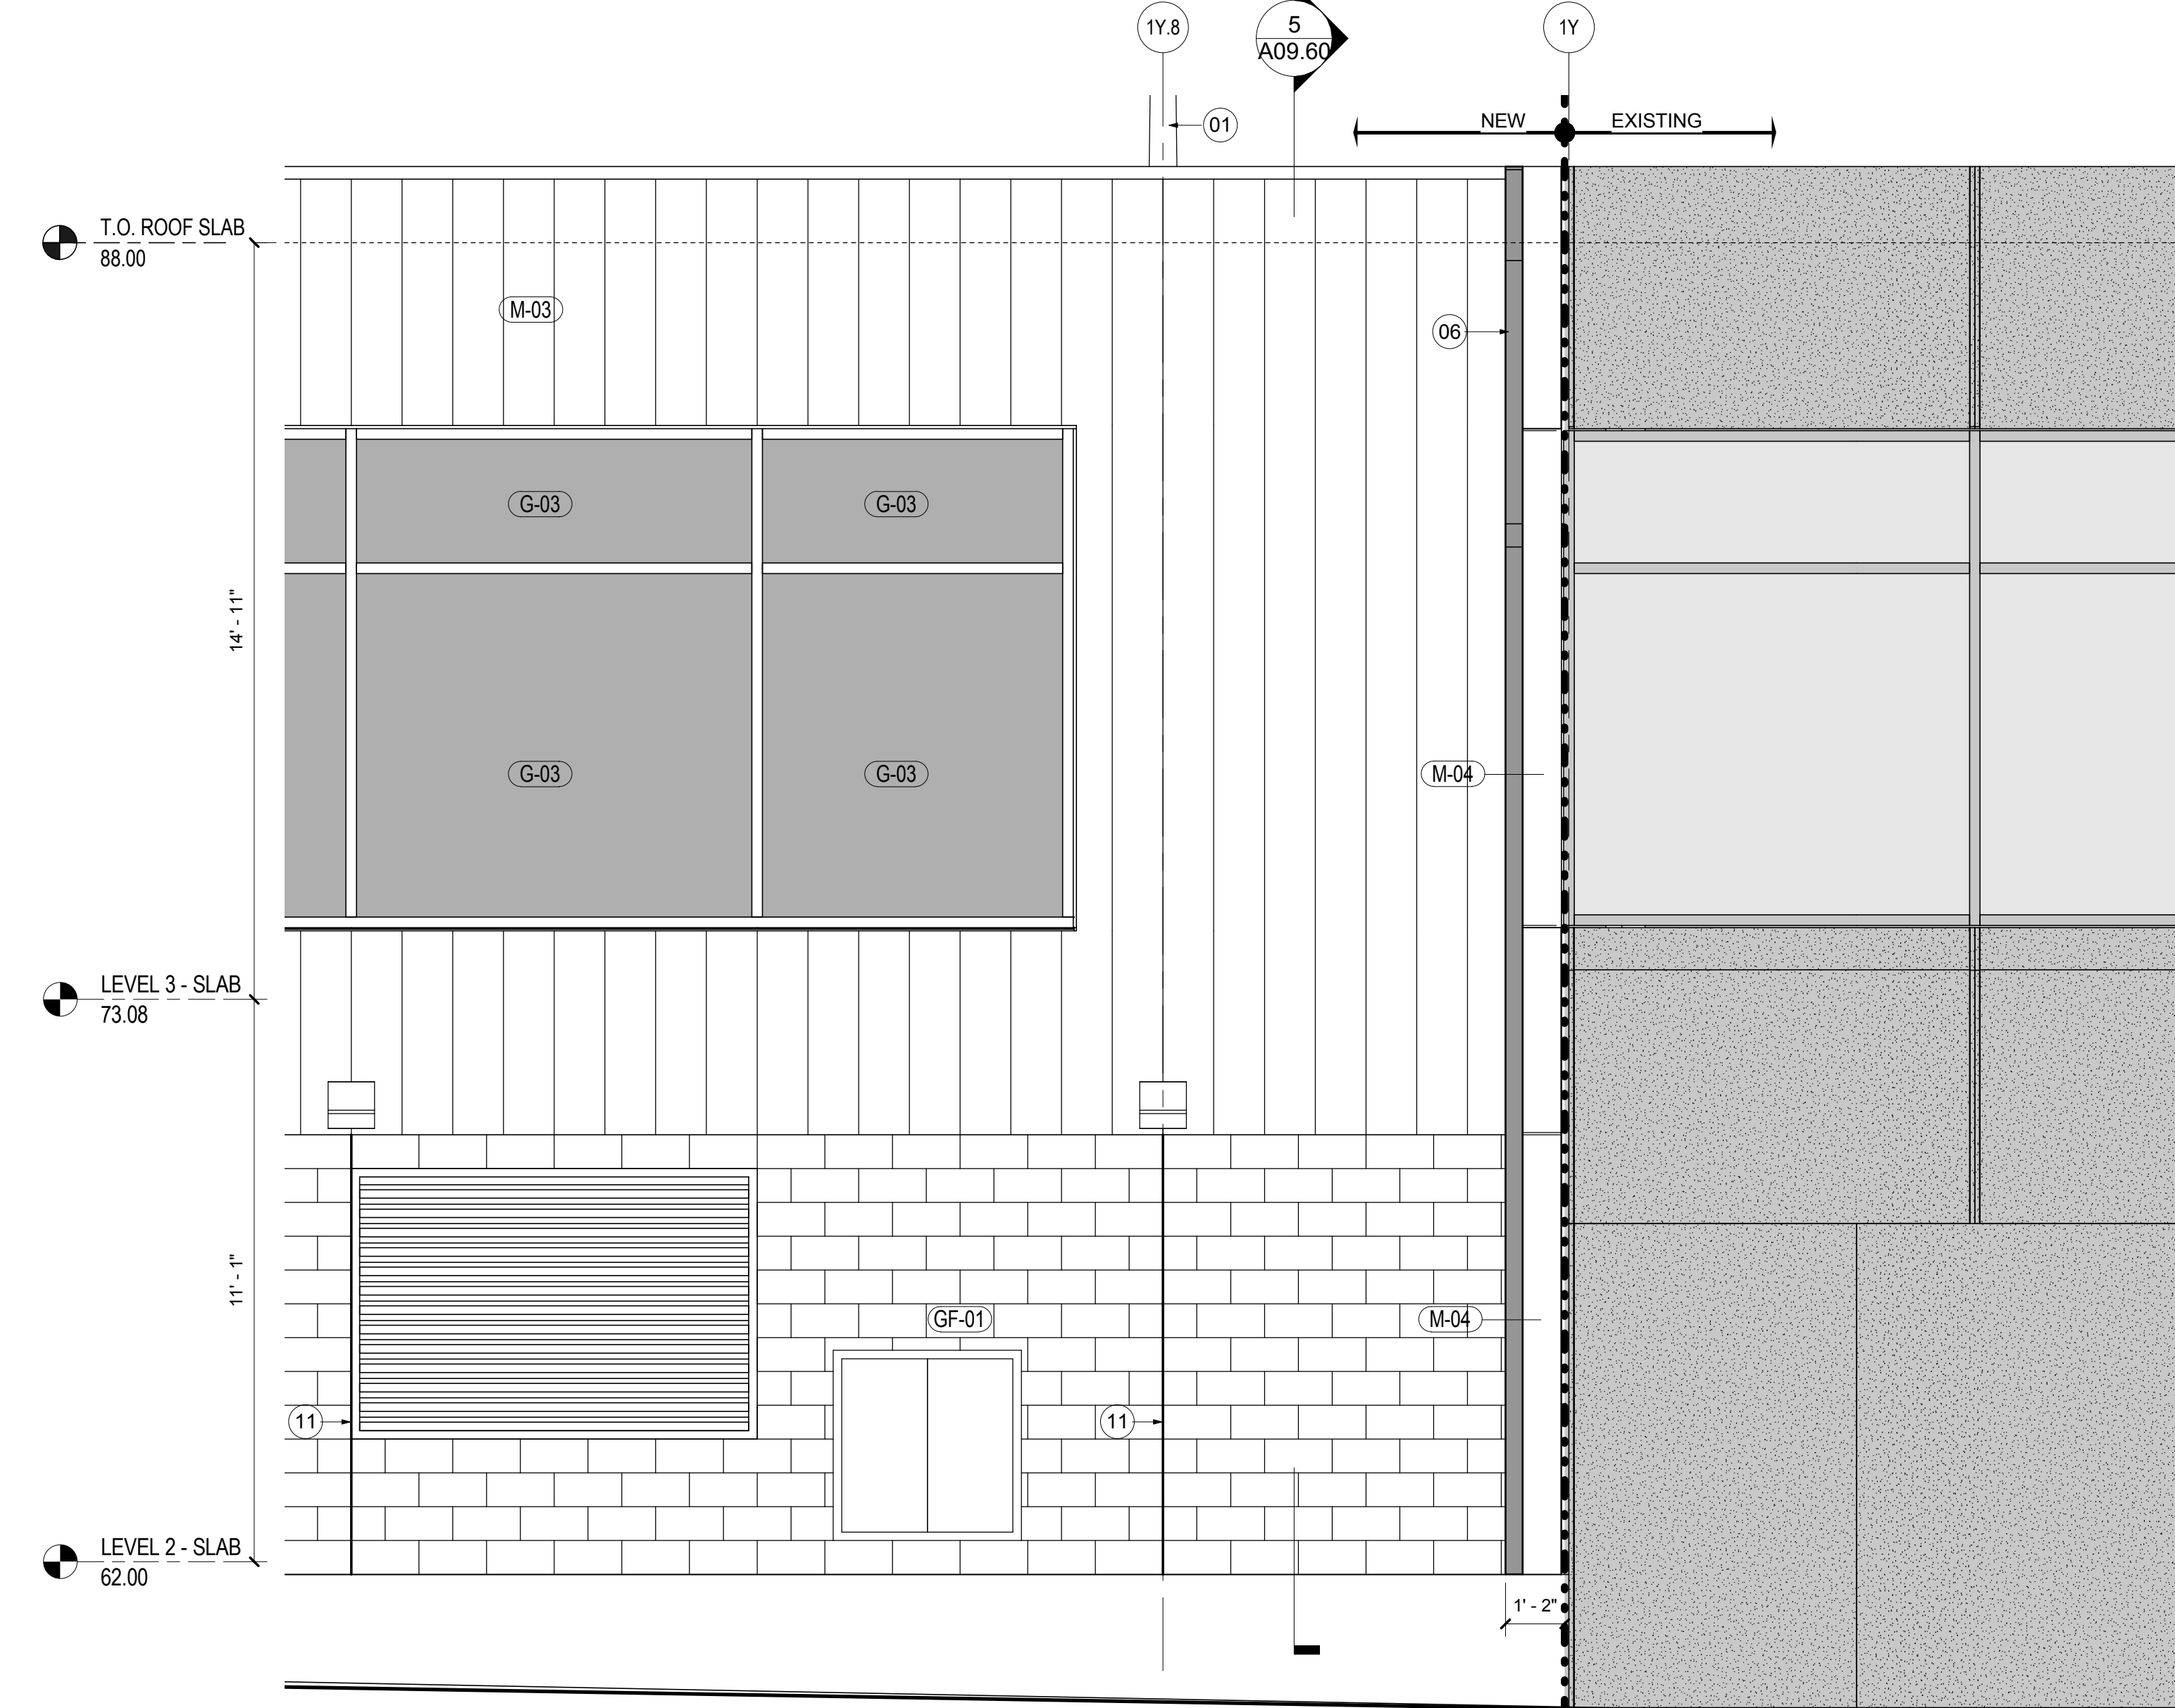 1Y.8
5
A09.60
1Y
01
NEW
EXISTING
T.O. ROOF SLAB
88.00
M-03
06
G-03
G-03
14' - 11"
G-03
G-03
M-04
LEVEL 3 - SLAB
73.08
11' - 1"
GF-01
M-04
11
11
LEVEL 2 - SLAB
62.00
1' - 2"